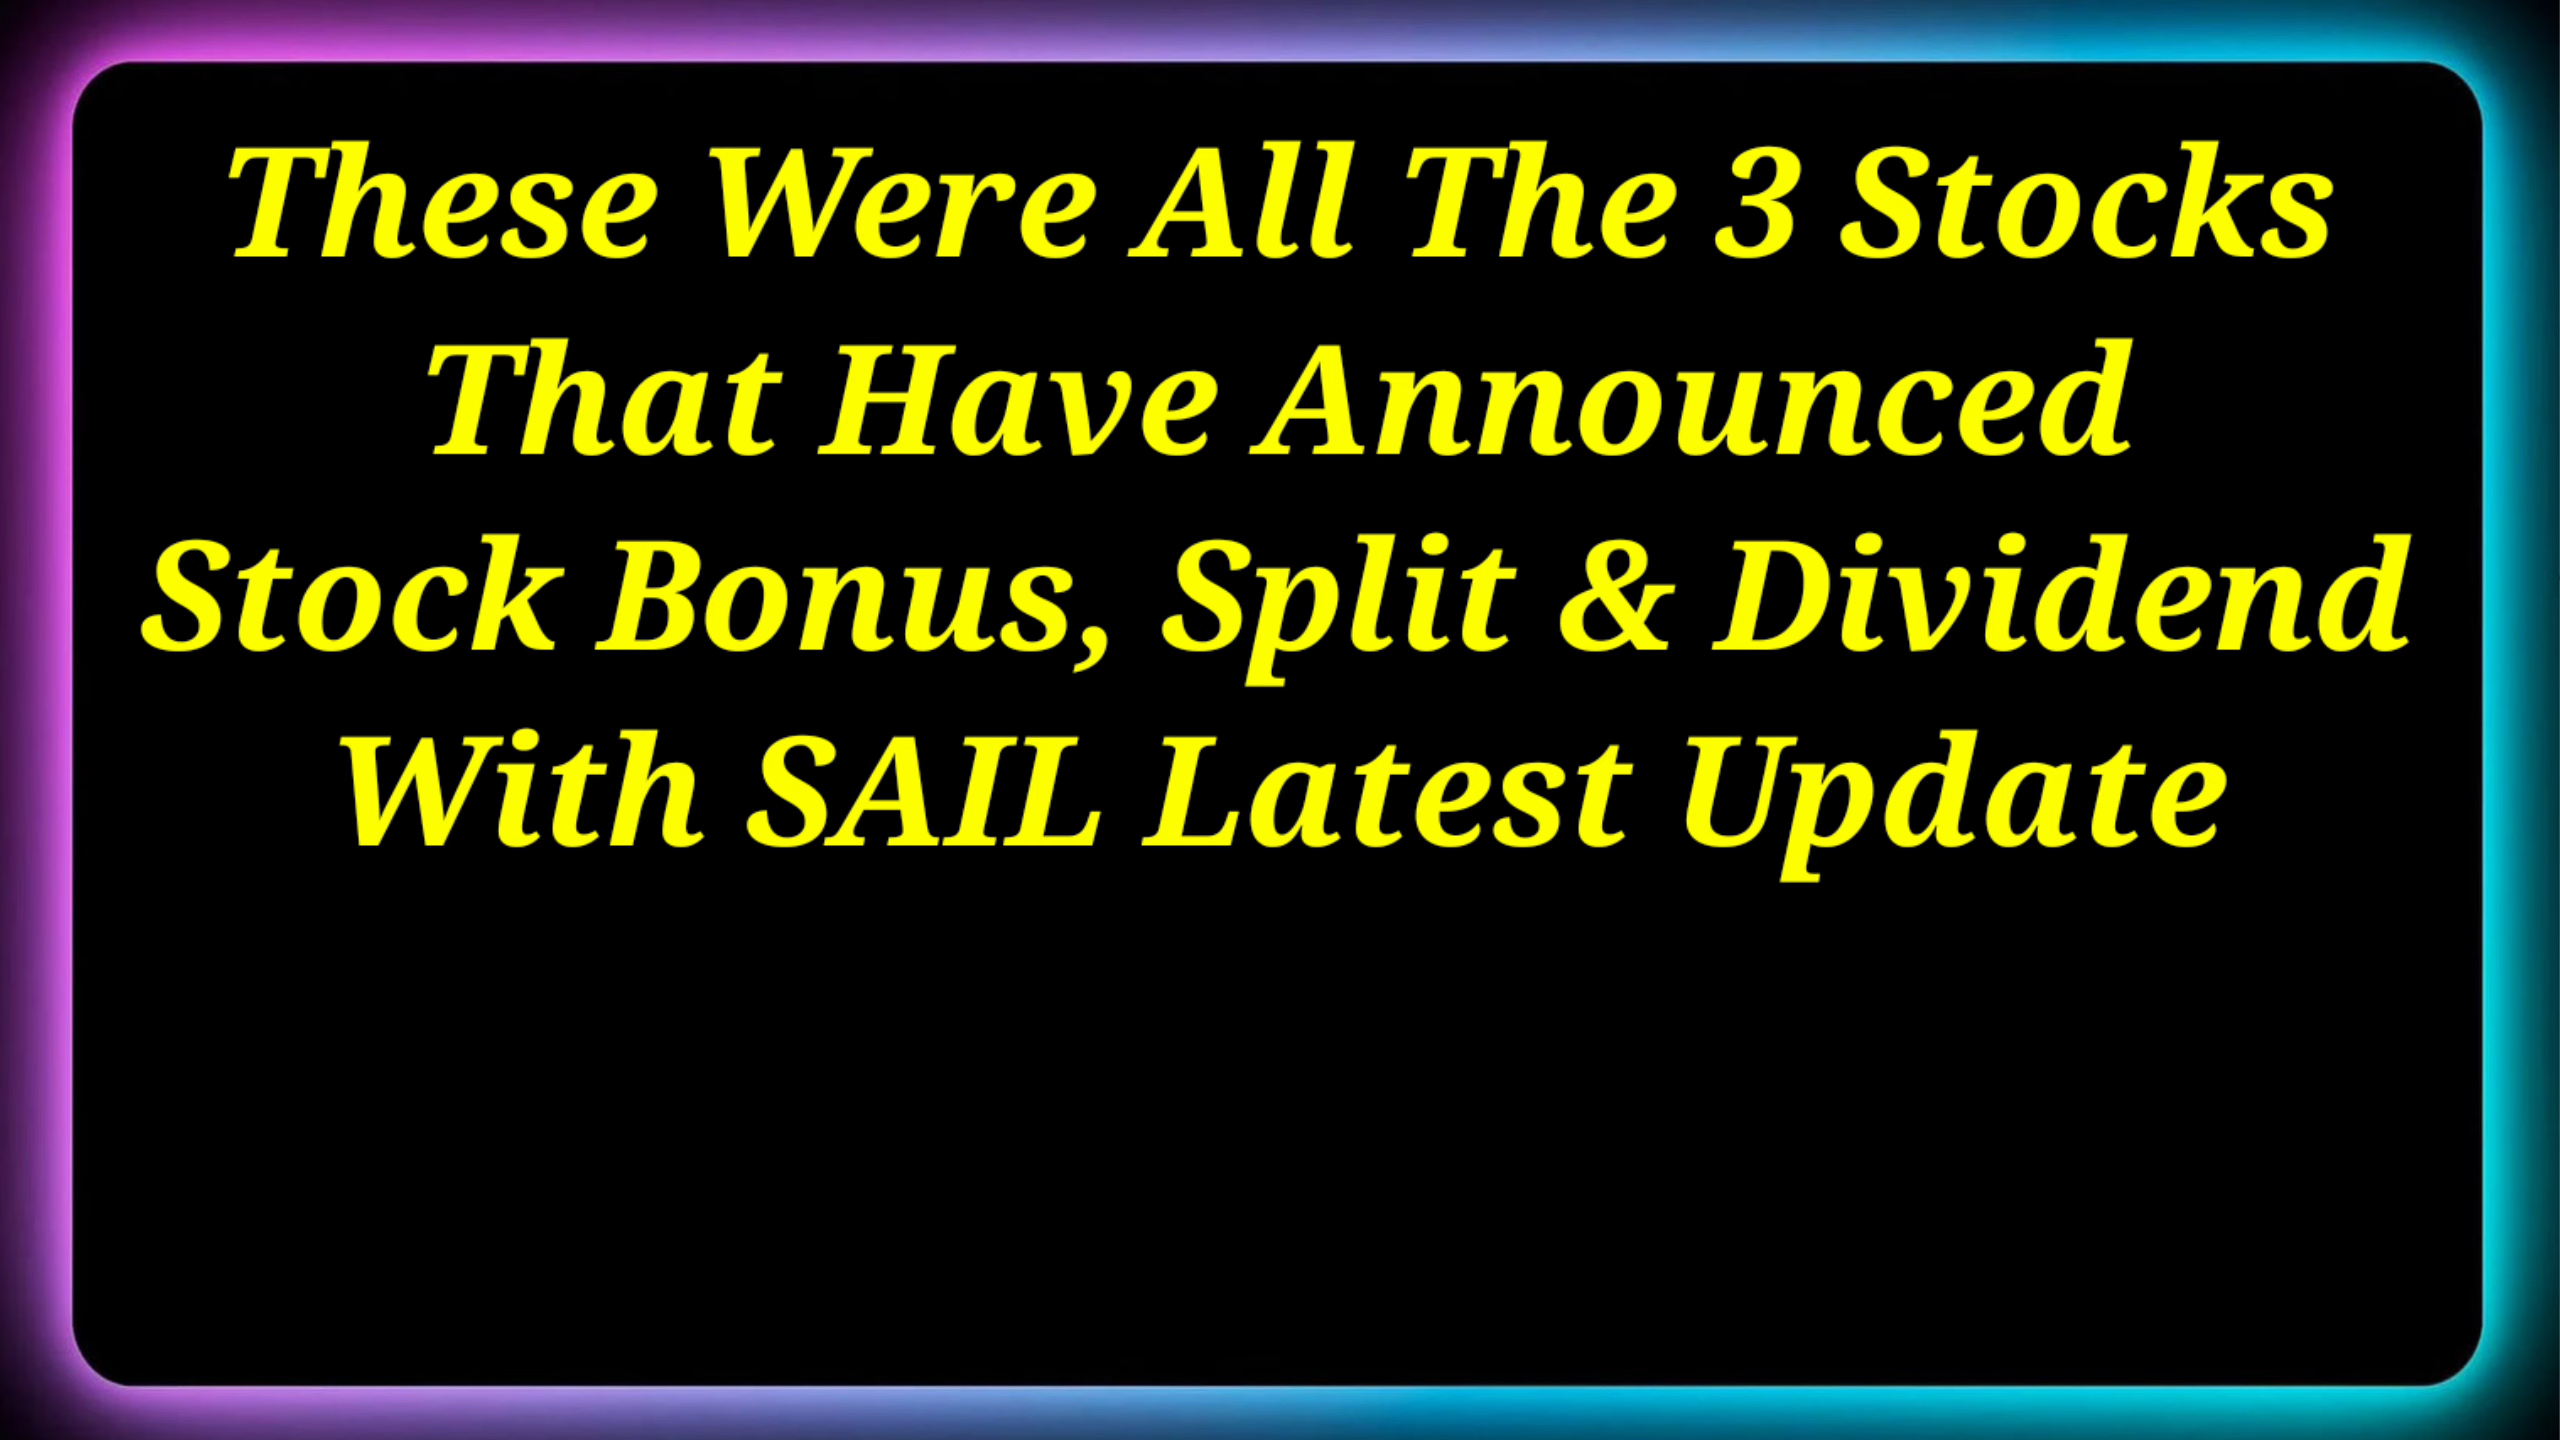 These Were All The 3 Stocks
That Have Announced
Stock Bonus, Split & Dividend
With SAIL Latest Update